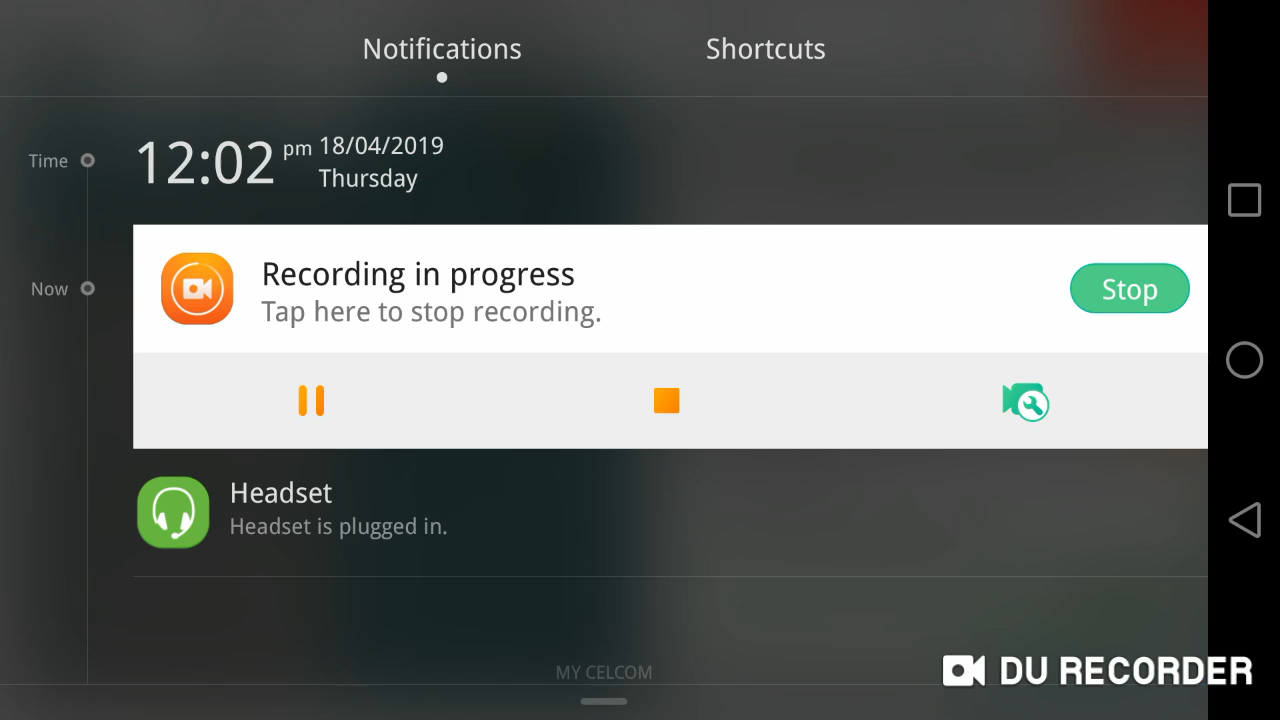 Notifications
Shortcuts
Time
12:02 pm
18/04/2019
Thursday
Now
Recording in progress
Tap here to stop recording.
Stop
Headset
Headset is plugged in.
MY CELCOM
DU RECORDER